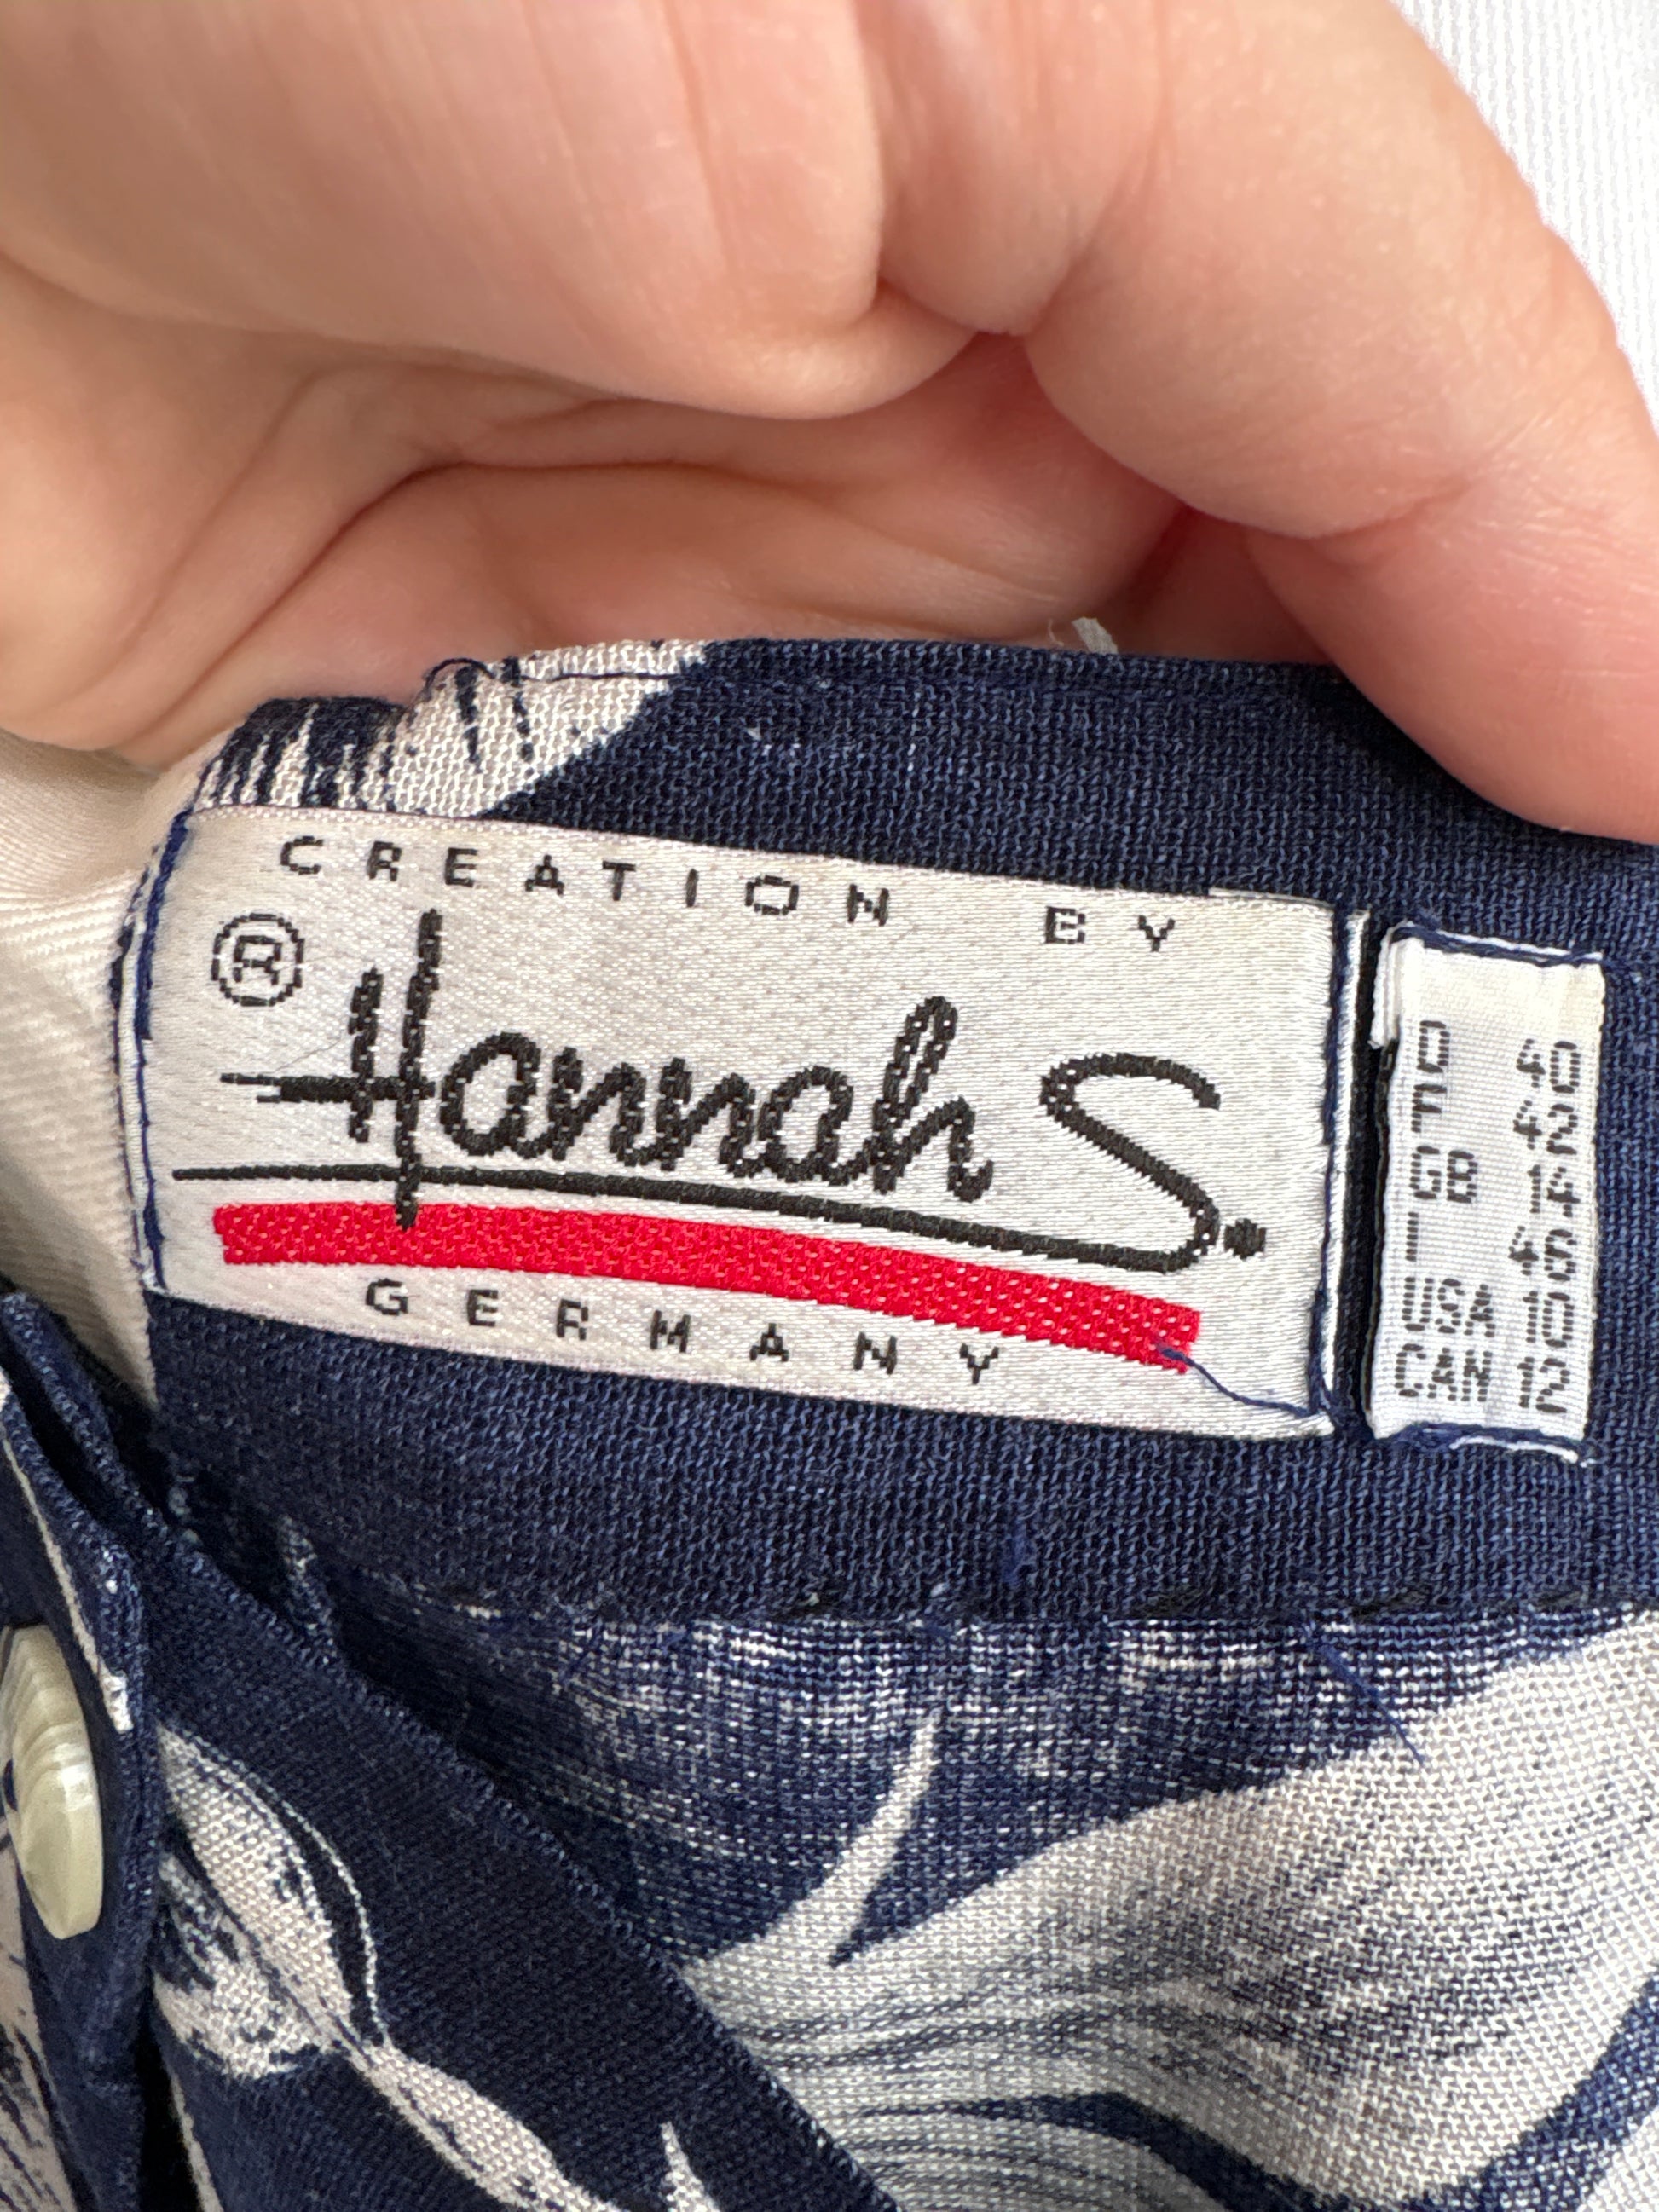 CREATION BY
®
Hannah S.
GERMANY
D 40
F 42
GB 14
I 46
USA 10
CAN 12